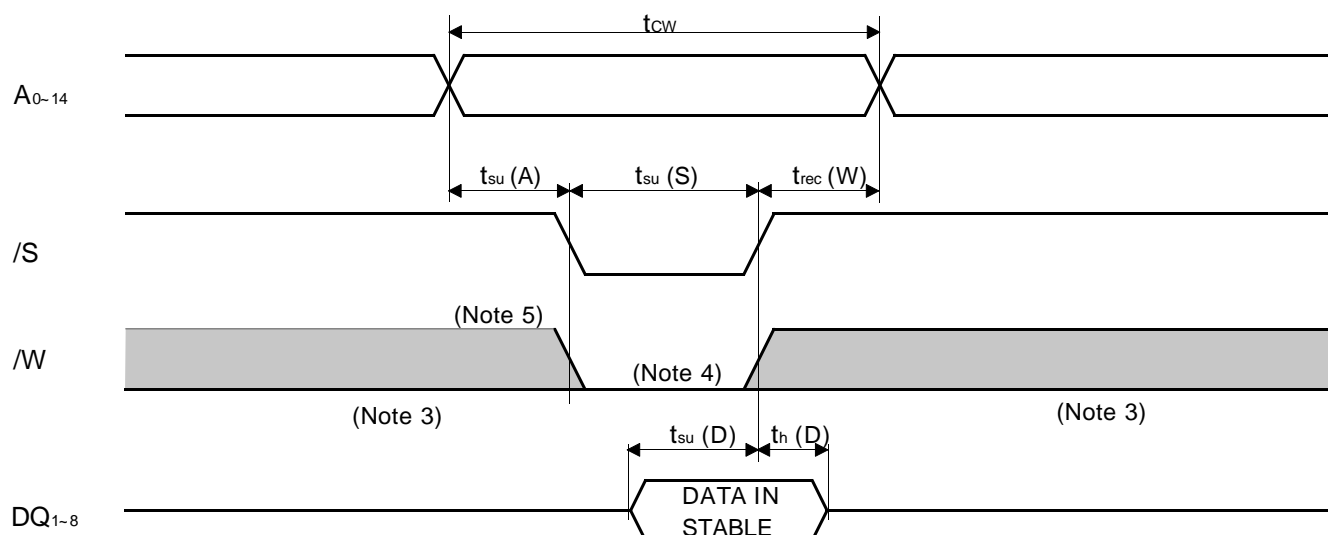 tCW
A0~14
tsu (A) tsu (S) trec (W)
/S
(Note 5)
/W
(Note 4)
(Note 3) (Note 3)
tsu (D) th (D)
DATA IN
DQ1~8
STABLE